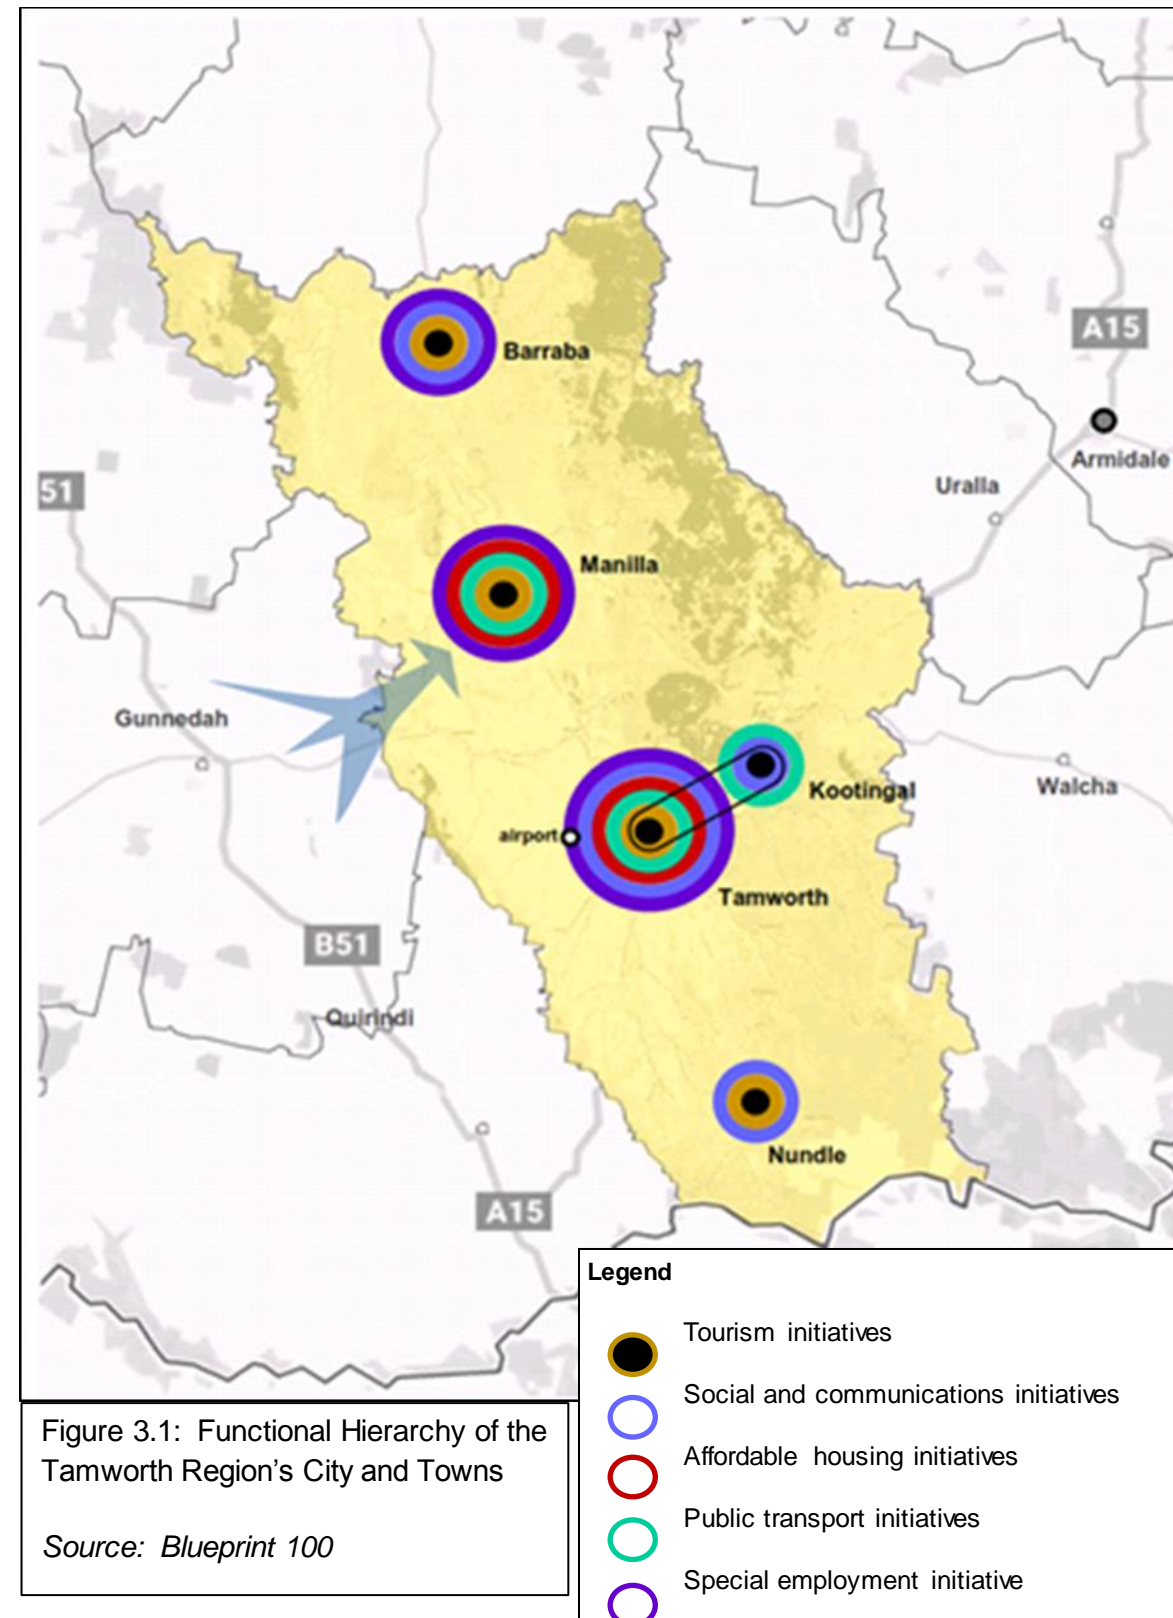 A15
Barraba
Armidale
Uralla
51
Manilla
Gunnedah
Kootingal
Walcha
airport
Tamworth
B51
Quirindi
Nundle
A15
Legend
Tourism initiatives
Social and communications initiatives
Affordable housing initiatives
Public transport initiatives
Special employment initiative
Figure 3.1: Functional Hierarchy of the
Tamworth Region's City and Towns
Source: Blueprint 100